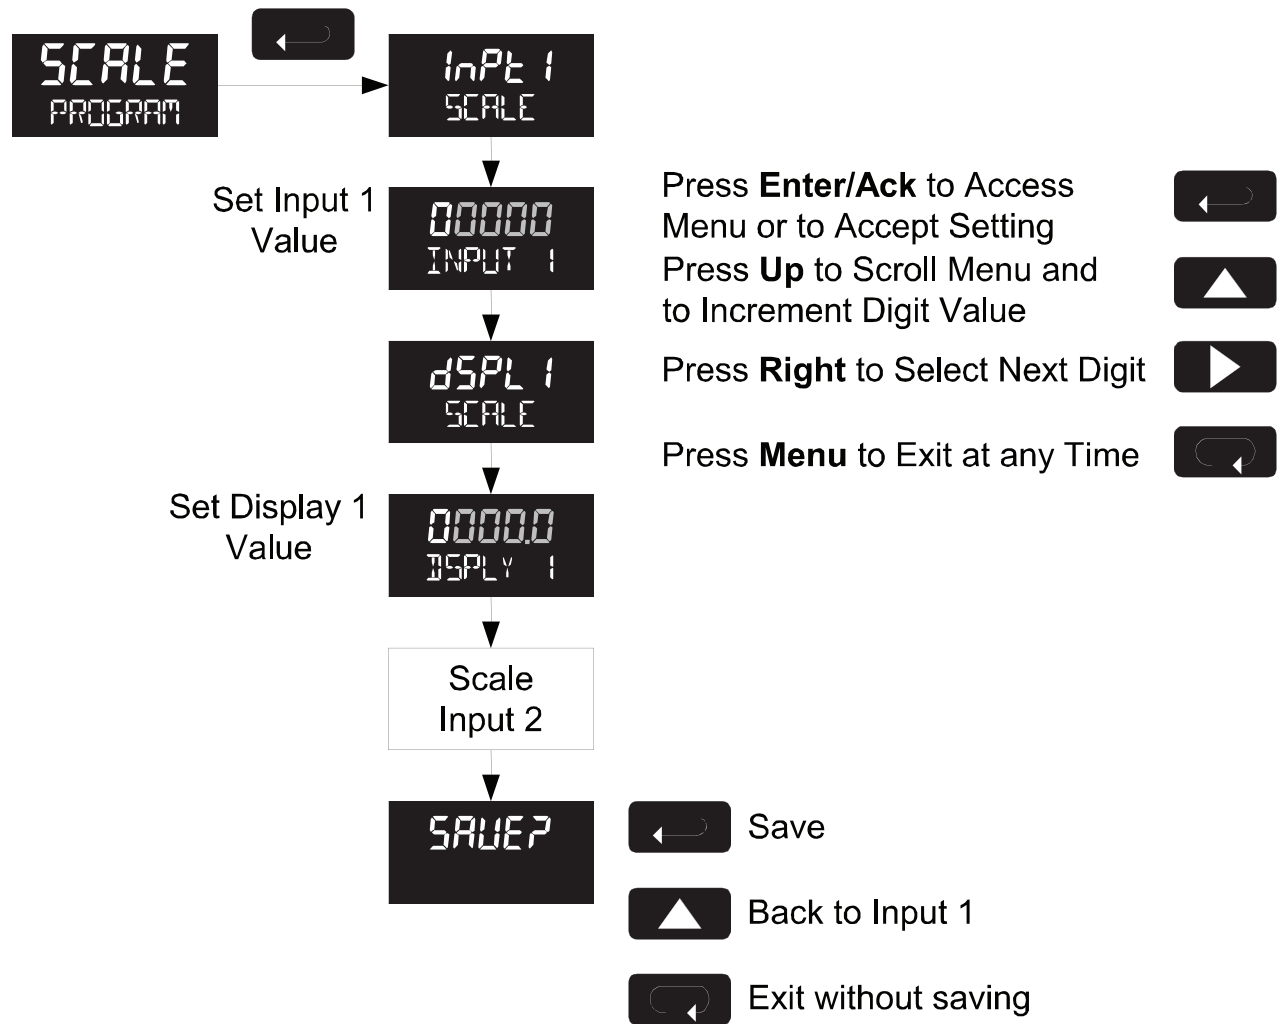 SCALE
PROGRAM
InPt 1
SCALE
Set Input 1
Value
00000
INPUT 1
dSPL 1
SCALE
Set Display 1
Value
0000.0
DSPLY 1
Scale
Input 2
SAVE?
Press Enter/Ack to Access
Menu or to Accept Setting
Press Up to Scroll Menu and
to Increment Digit Value
Press Right to Select Next Digit
Press Menu to Exit at any Time
Save
Back to Input 1
Exit without saving